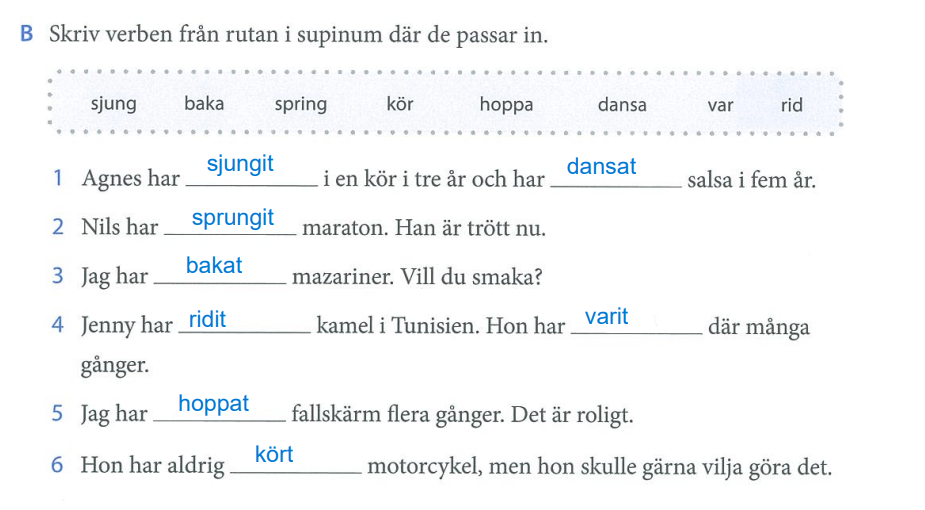 B Skriv verben från rutan i supinum där de passar in.
sjung baka spring kör hoppa dansa var rid
1 Agnes har sjungit i en kör i tre år och har dansat salsa i fem år.
2 Nils har sprungit maraton. Han är trött nu.
3 Jag har bakat mazariner. Vill du smaka?
4 Jenny har ridit kamel i Tunisien. Hon har varit där många
gånger.
5 Jag har hoppat fallskärm flera gånger. Det är roligt.
6 Hon har aldrig kört motorcykel, men hon skulle gärna vilja göra det.